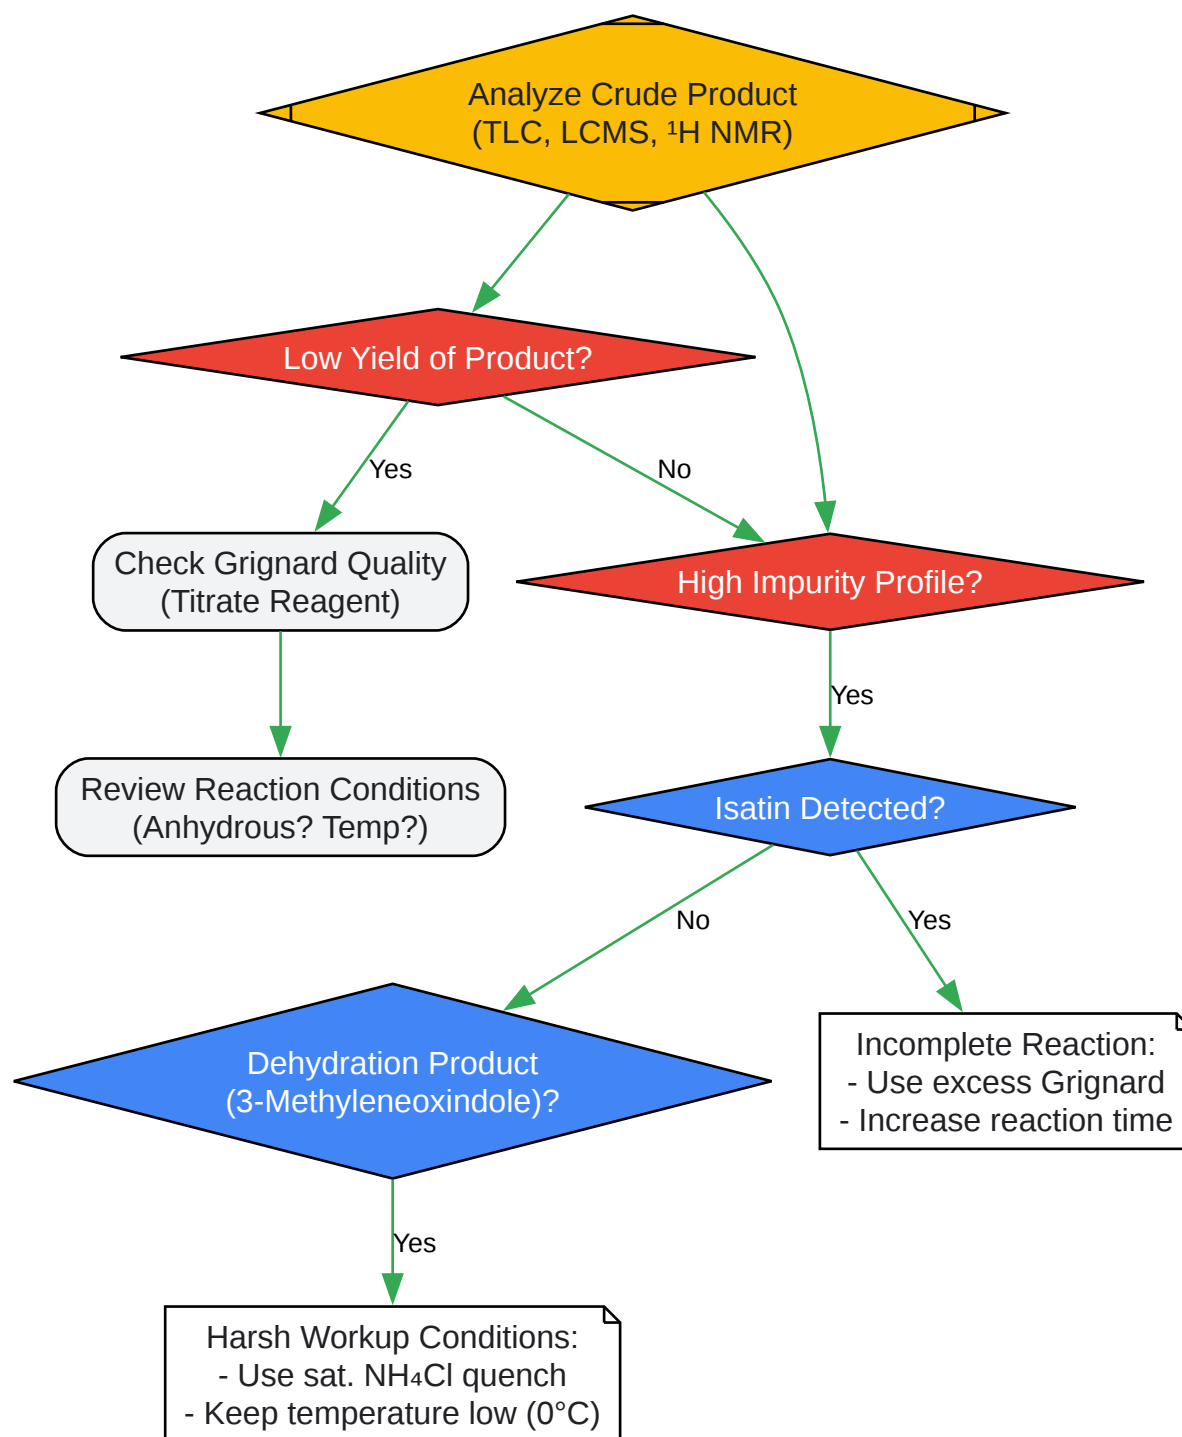 Analyze Crude Product
(TLC, LCMS, ¹H NMR)
Low Yield of Product?
Yes
No
Check Grignard Quality
(Titrate Reagent)
High Impurity Profile?
Yes
Review Reaction Conditions
(Anhydrous? Temp?)
Isatin Detected?
No
Yes
Incomplete Reaction:
- Use excess Grignard
- Increase reaction time
Dehydration Product
(3-Methyleneoxindole)?
Yes
Harsh Workup Conditions:
- Use sat. NH₄Cl quench
- Keep temperature low (0°C)